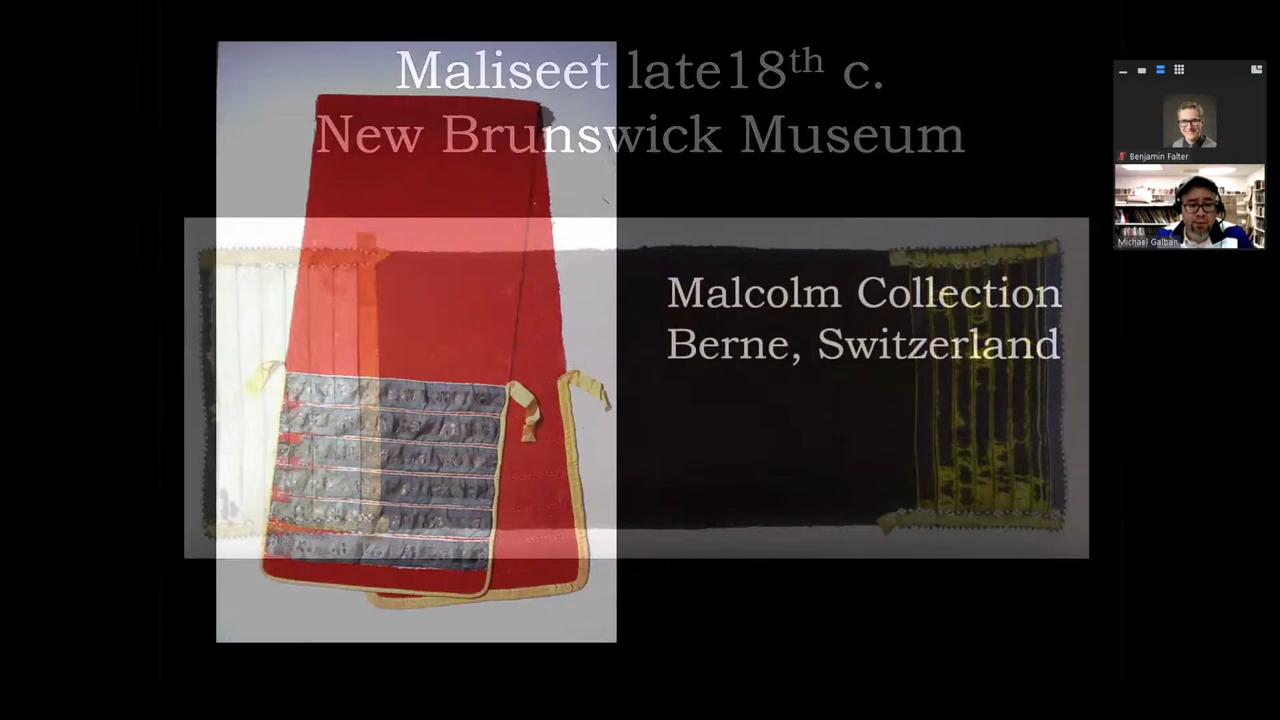 Maliseet late18th c.
New Brunswick Museum
Malcolm Collection
Berne, Switzerland
Benjamin Falter
Michael Galban